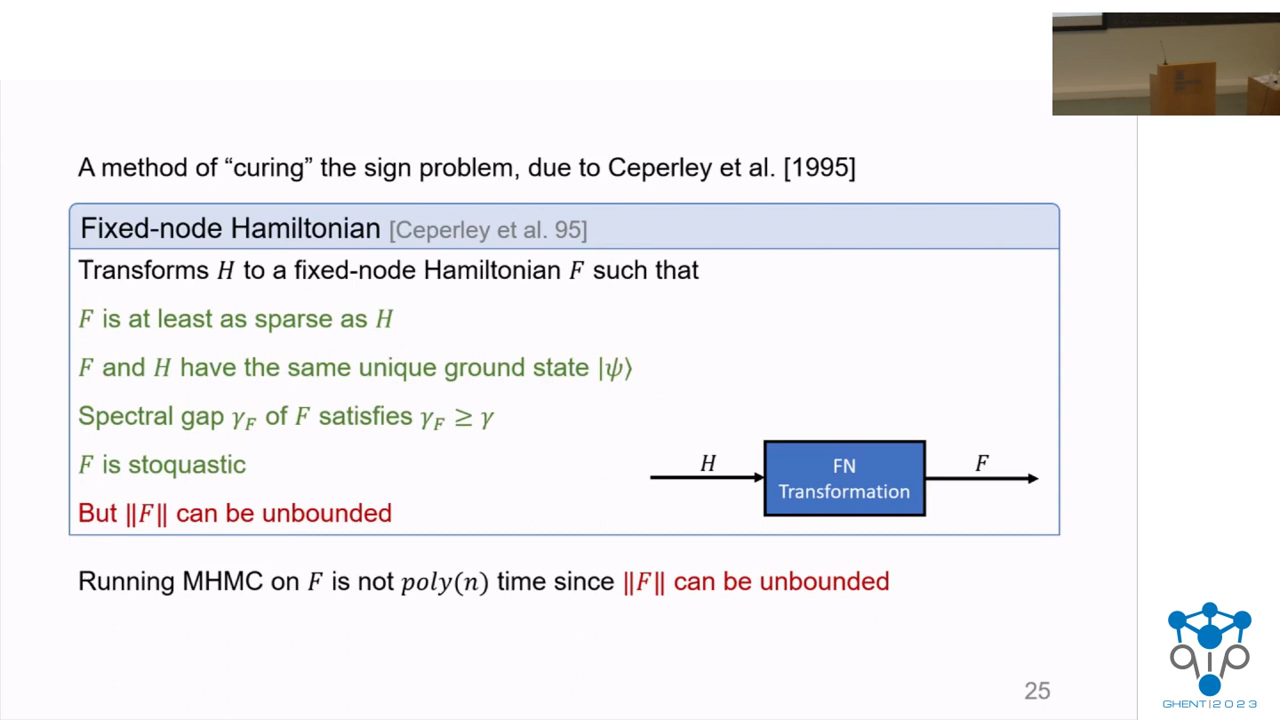 A method of “curing” the sign problem, due to Ceperley et al. [1995]
Fixed-node Hamiltonian [Ceperley et al. 95]
Transforms H to a fixed-node Hamiltonian F such that
F is at least as sparse as H
F and H have the same unique ground state |ψ⟩
Spectral gap γ_F of F satisfies γ_F ≥ γ
F is stoquastic
But ‖F‖ can be unbounded
H
FN
Transformation
F
Running MHMC on F is not poly(n) time since ‖F‖ can be unbounded
25
qip
GHENT|2023